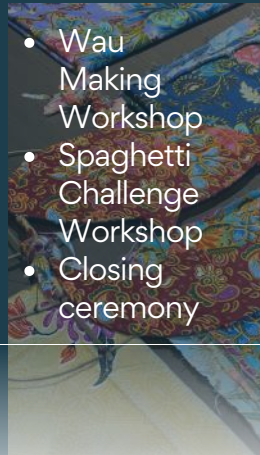 • Wau
Making
Workshop
• Spaghetti
Challenge
Workshop
• Closing
ceremony